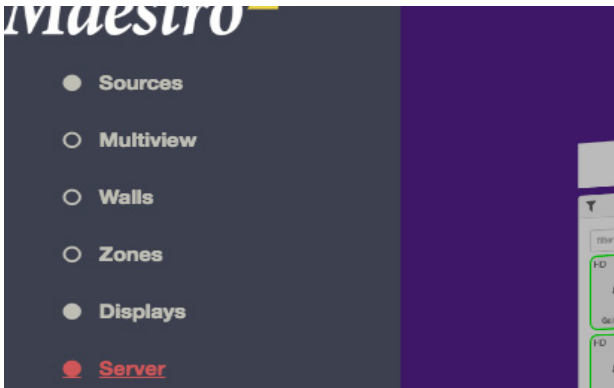 Maestro
Sources
Multiview
Walls
Zones
Displays
Server
HD
HD